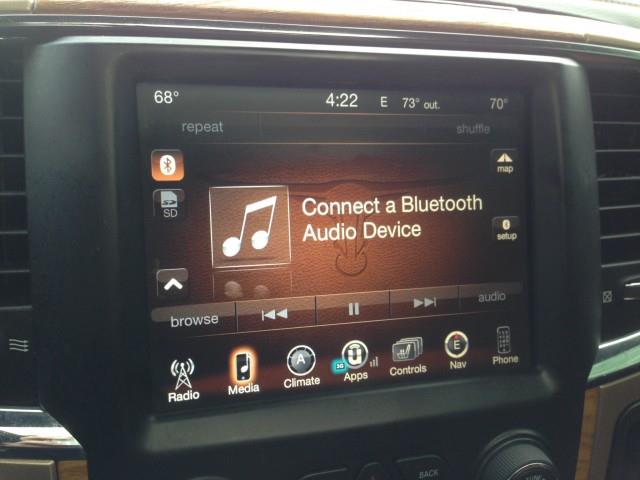 68° 4:22 E 73° out. 70°
repeat shuffle
map
SD
Connect a Bluetooth
Audio Device
setup
browse audio
Radio Media Climate A 3G Apps Controls E Nav Phone
BACK